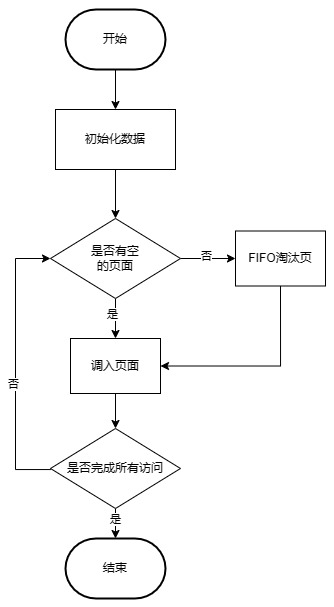 开始
初始化数据
是否有空
的页面
否
FIFO淘汰页
是
调入页面
否
是否完成所有访问
是
结束